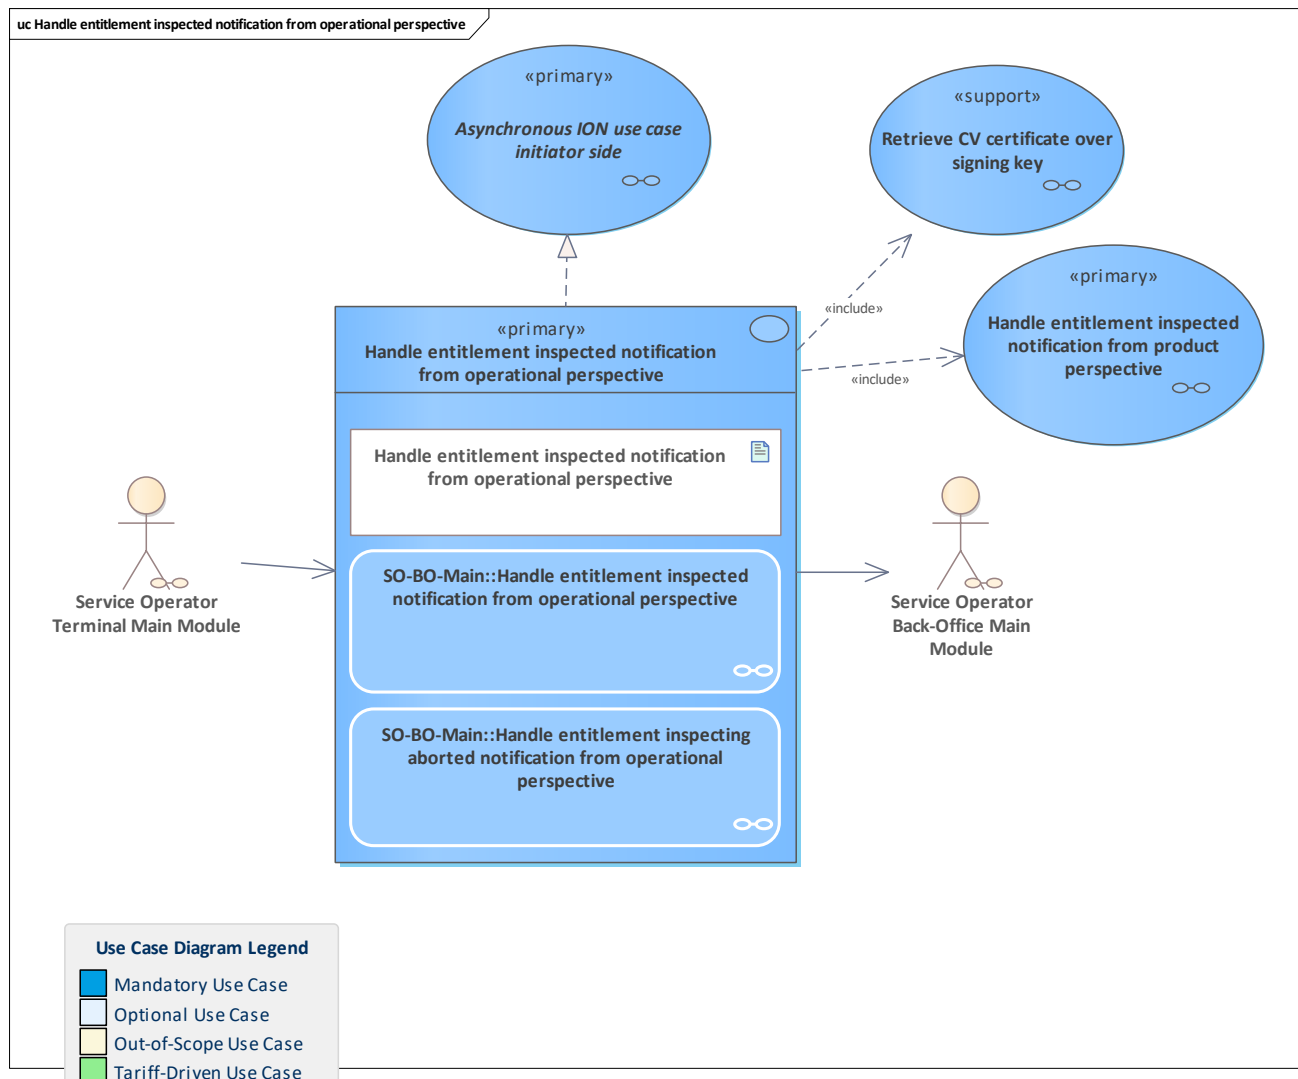 uc Handle entitlement inspected notification from operational perspective
«primary»
Asynchronous ION use case
initiator side
«support»
Retrieve CV certificate over
signing key
«primary»
Handle entitlement inspected
notification from product
perspective
«include»
«include»
«primary»
Handle entitlement inspected notification
from operational perspective
Handle entitlement inspected notification
from operational perspective
SO-BO-Main::Handle entitlement inspected
notification from operational perspective
SO-BO-Main::Handle entitlement inspecting
aborted notification from operational
perspective
Service Operator
Terminal Main Module
Service Operator
Back-Office Main
Module
Use Case Diagram Legend
Mandatory Use Case
Optional Use Case
Out-of-Scope Use Case
Tariff-Driven Use Case